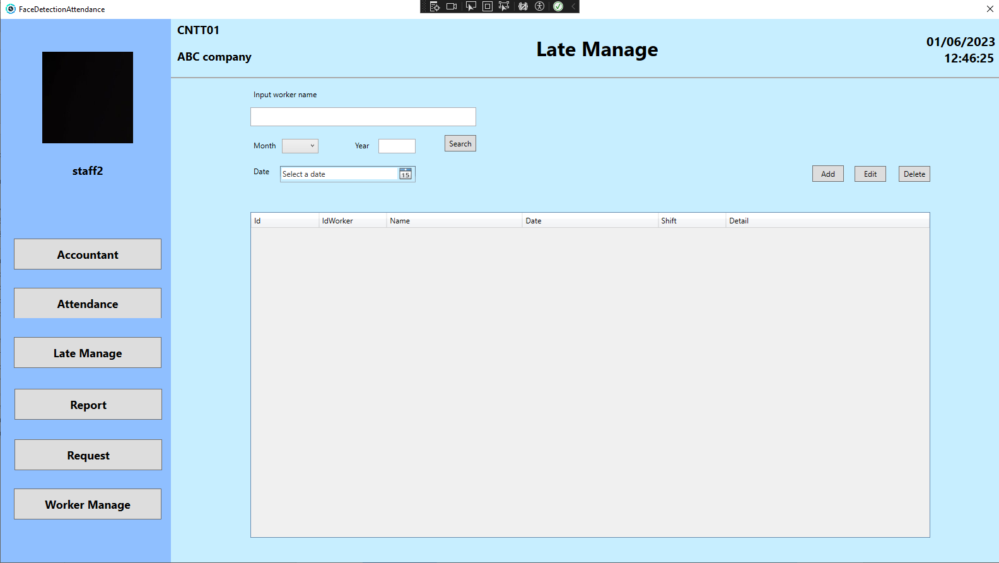 FaceDetectionAttendance
CNTT01
ABC company
Late Manage
01/06/2023
12:46:25
staff2
Accountant
Attendance
Late Manage
Report
Request
Worker Manage
Input worker name
Month
Year
Search
Date
Select a date
15
Add
Edit
Delete
Id
IdWorker
Name
Date
Shift
Detail